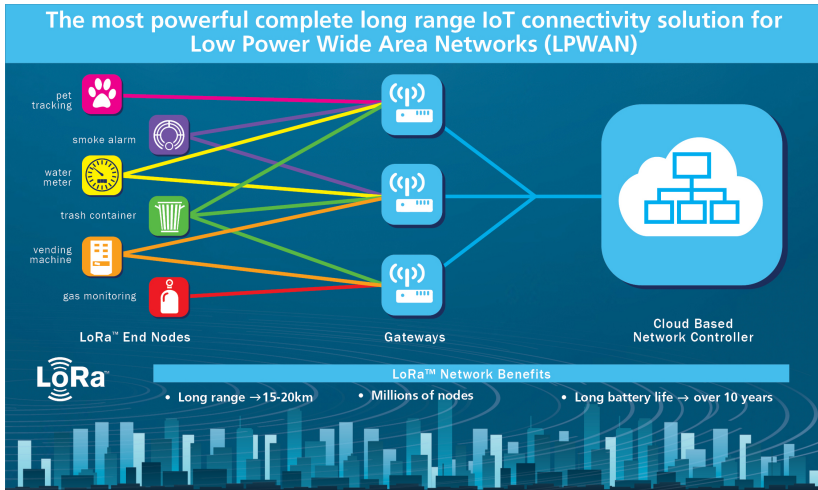 The most powerful complete long range IoT connectivity solution for
Low Power Wide Area Networks (LPWAN)
pet
tracking
smoke alarm
water
meter
trash container
vending
machine
gas monitoring
LoRa™ End Nodes
Gateways
Cloud Based
Network Controller
LoRa™
LoRa™ Network Benefits
• Long range →15-20km
• Millions of nodes
• Long battery life → over 10 years